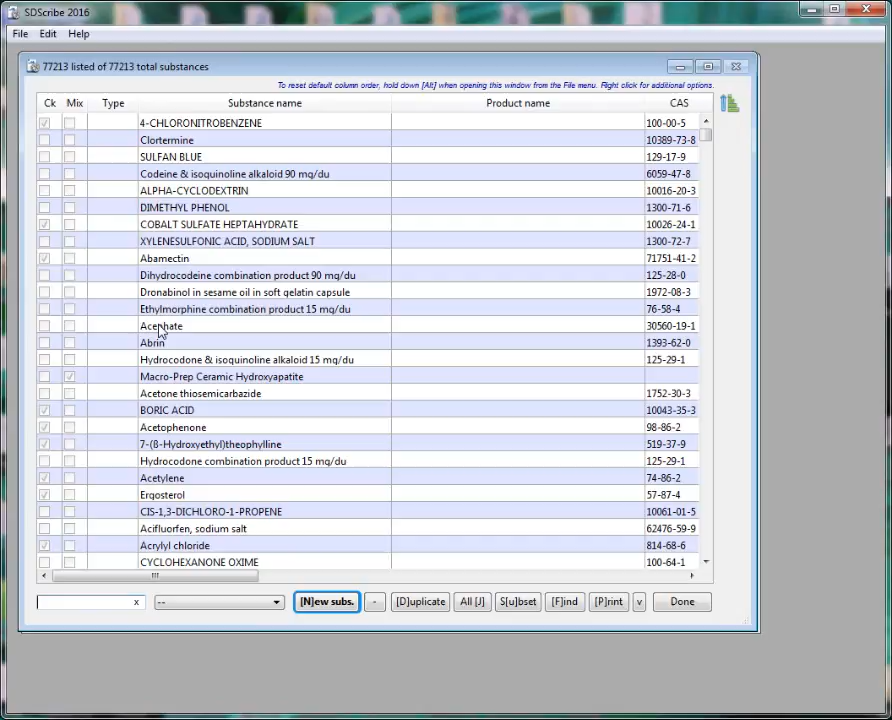 SDScribe 2016
File Edit Help
77213 listed of 77213 total substances
To reset default column order, hold down [Alt] when opening this window from the File menu. Right click for additional options.
Ck Mix Type Substance name Product name CAS
4-CHLORONITROBENZENE 100-00-5
Clortermine 10389-73-8
SULFAN BLUE 129-17-9
Codeine & isoquinoline alkaloid 90 mg/du 6059-47-8
ALPHA-CYCLODEXTRIN 10016-20-3
DIMETHYL PHENOL 1300-71-6
COBALT SULFATE HEPTAHYDRATE 10026-24-1
XYLENESULFONIC ACID, SODIUM SALT 1300-72-7
Abamectin 71751-41-2
Dihydrocodeine combination product 90 mg/du 125-28-0
Dronabinol in sesame oil in soft gelatin capsule 1972-08-3
Ethylmorphine combination product 15 mg/du 76-58-4
Acephate 30560-19-1
Abrin 1393-62-0
Hydrocodone & isoquinoline alkaloid 15 mg/du 125-29-1
Macro-Prep Ceramic Hydroxyapatite
Acetone thiosemicarbazide 1752-30-3
BORIC ACID 10043-35-3
Acetophenone 98-86-2
7-(ß-Hydroxyethyl)theophylline 519-37-9
Hydrocodone combination product 15 mg/du 125-29-1
Acetylene 74-86-2
Ergosterol 57-87-4
CIS-1,3-DICHLORO-1-PROPENE 10061-01-5
Acifluorfen, sodium salt 62476-59-9
Acrylyl chloride 814-68-6
CYCLOHEXANONE OXIME 100-64-1
x -- [N]ew subs. - [D]uplicate All [J] S[u]bset [F]ind [P]rint v Done